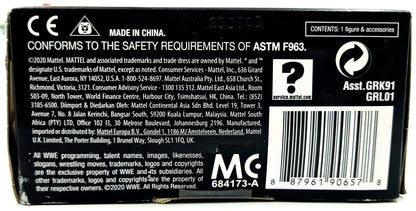 MADE IN CHINA.
CONTENTS: 1 figure & accessories
CONFORMS TO THE SAFETY REQUIREMENTS OF ASTM F963.
©2020 Mattel. MATTEL and associated trademarks and trade dress are owned by Mattel. ® and ™
designate U.S. trademarks of Mattel, except as noted. Consumer Services - Mattel, Inc., 636 Girard
Avenue, East Aurora, NY 14052, U.S.A. 1-800-524-8697. Mattel Australia Pty., Ltd., 658 Church St.,
Richmond, Victoria, 3121. Consumer Advisory Service - 1300 135 312. Mattel East Asia Ltd., Room
503-09, North Tower, World Finance Centre, Harbour City, Tsimshatsui, HK, China. Tel.: (852)
3185-6500. Diimport & Diedarkan Oleh: Mattel Continental Asia Sdn Bhd. Level 19, Tower 3,
Avenue 7, No. 8 Jalan Kerinchi, Bangsar South, 59200 Kuala Lumpur, Malaysia. Mattel South
Africa (PTY) LTD, Office 102 I3, 30 Melrose Boulevard, Johannesburg 2196. Manufactured,
imported or distributed by: Mattel Europa B.V., Gondel 1, 1186 MJ Amstelveen, Nederland. Mattel
U.K. Limited, The Porter Building, 1 Brunel Way, Slough SL1 1FQ, UK.
All WWE programming, talent names, images, likenesses,
slogans, wrestling moves, trademarks, logos and copyrights
are the exclusive property of WWE and its subsidiaries. All
other trademarks, logos and copyrights are the property of
their respective owners. ©2020 WWE. All Rights Reserved.
MC
684173-A
?
service.mattel.com
Asst.GRK91
GRL01
8 87961 90657 8